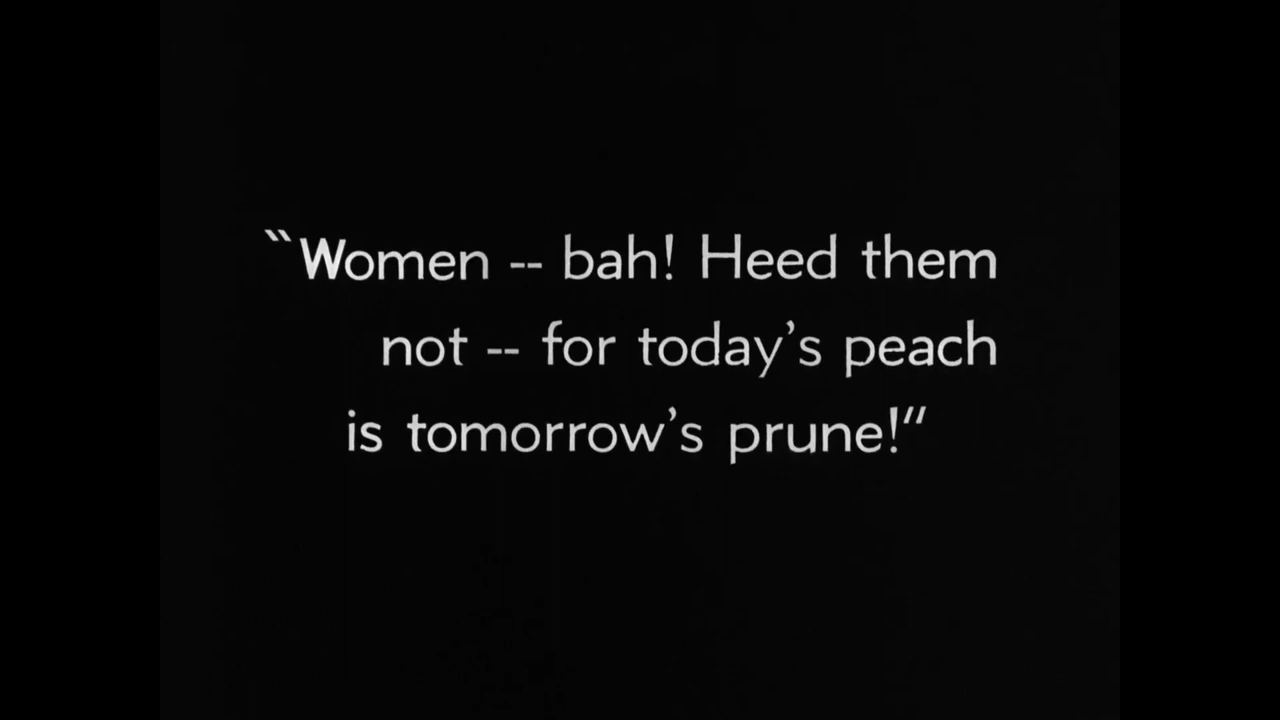 “Women -- bah! Heed them
not -- for today’s peach
is tomorrow’s prune!”